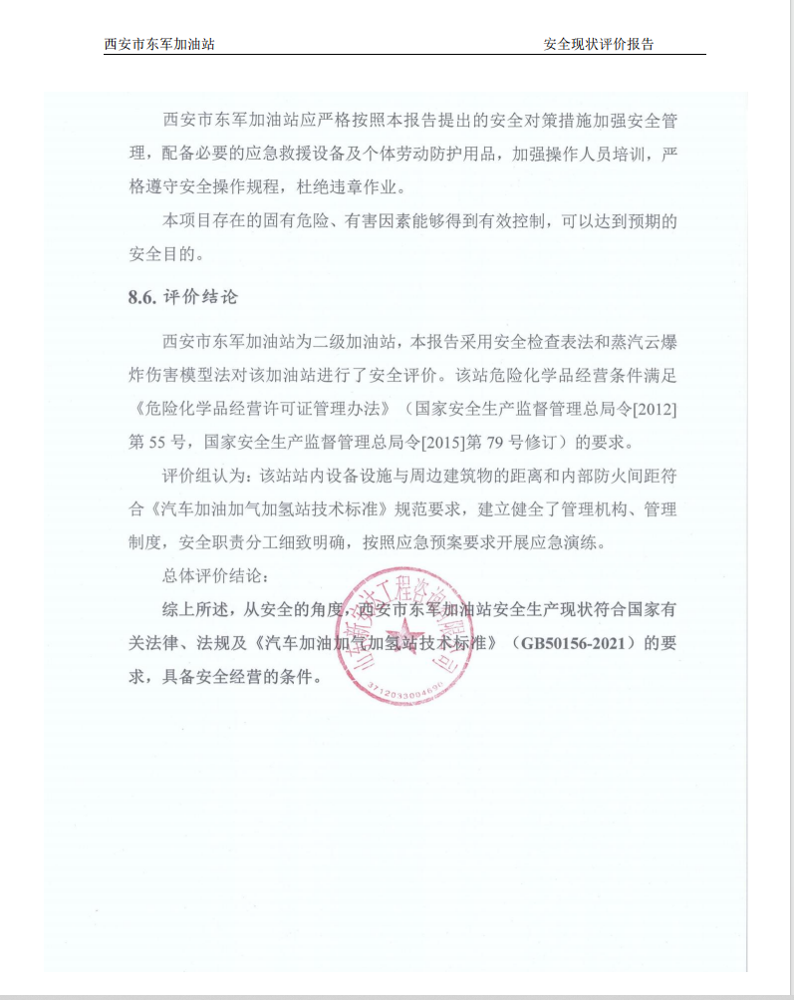 西安市东军加油站 安全现状评价报告
西安市东军加油站应严格按照本报告提出的安全对策措施加强安全管
理，配备必要的应急救援设备及个体劳动防护用品，加强操作人员培训，严
格遵守安全操作规程，杜绝违章作业。
本项目存在的固有危险、有害因素能够得到有效控制，可以达到预期的
安全目的。
8.6. 评价结论
西安市东军加油站为二级加油站，本报告采用安全检查表法和蒸汽云爆
炸伤害模型法对该加油站进行了安全评价。该站危险化学品经营条件满足
《危险化学品经营许可证管理办法》（国家安全生产监督管理总局令[2012]
第 55 号，国家安全生产监督管理总局令[2015]第 79 号修订）的要求。
评价组认为：该站站内设备设施与周边建筑物的距离和内部防火间距符
合《汽车加油加气加氢站技术标准》规范要求，建立健全了管理机构、管理
制度，安全职责分工细致明确，按照应急预案要求开展应急演练。
总体评价结论：
综上所述，从安全的角度，西安市东军加油站安全生产现状符合国家有
关法律、法规及《汽车加油加气加氢站技术标准》（GB50156-2021）的要
求，具备安全经营的条件。
山东新安达工程咨询有限公司